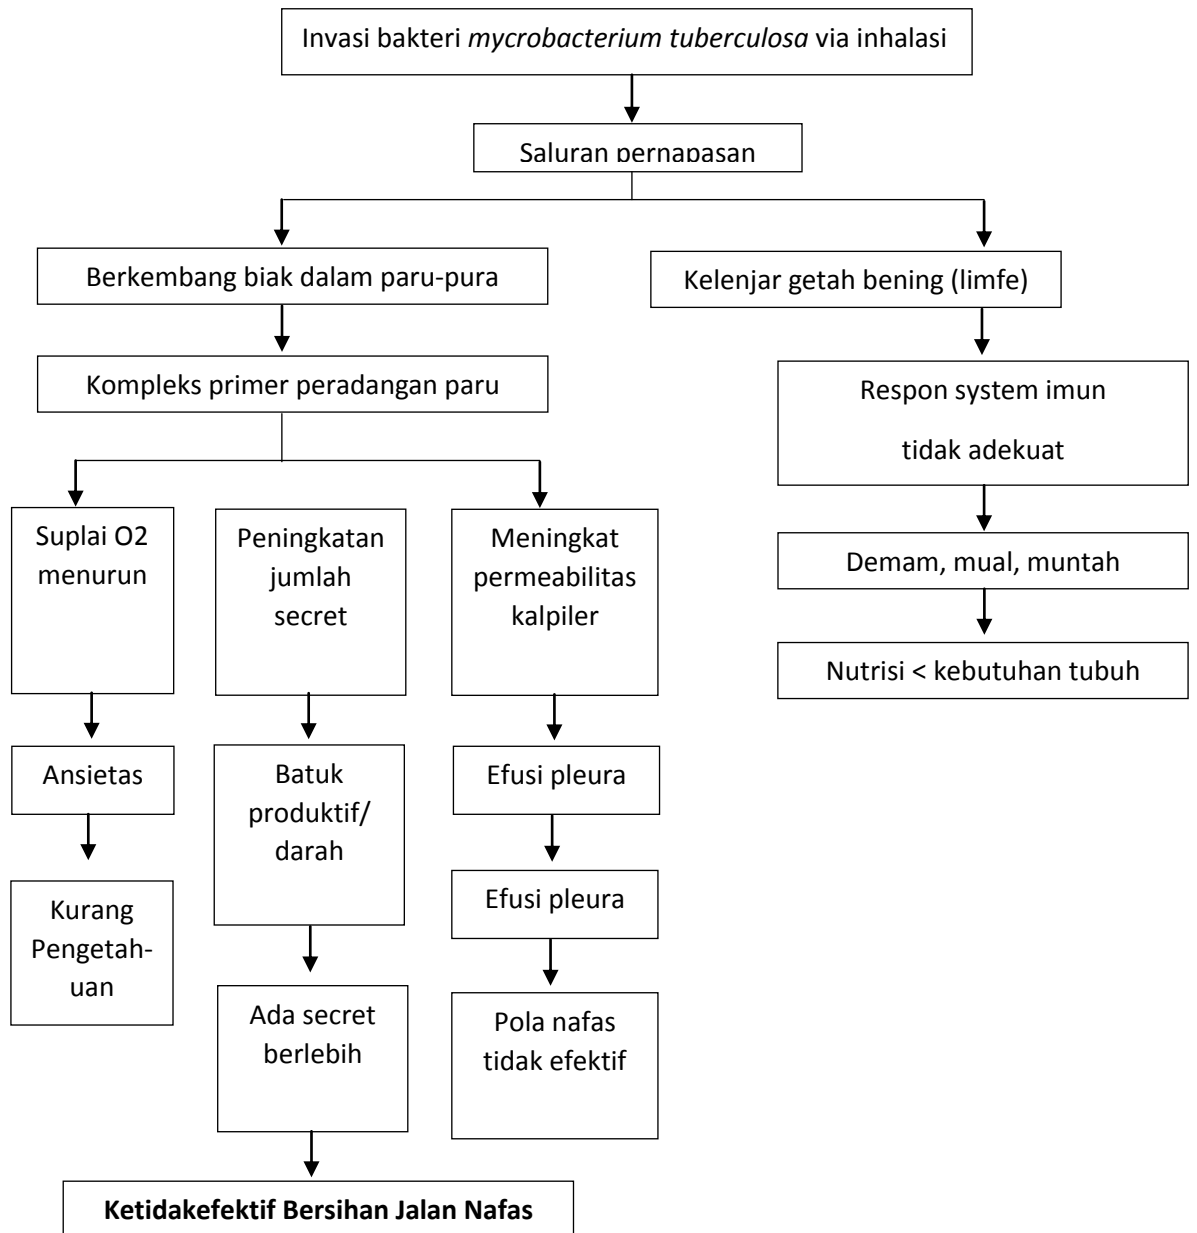 Invasi bakteri mycrobacterium tuberculosa via inhalasi
Saluran pernapasan
Berkembang biak dalam paru-pura
Kelenjar getah bening (limfe)
Kompleks primer peradangan paru
Respon system imun
tidak adekuat
Suplai O2
menurun
Peningkatan
jumlah
secret
Meningkat
permeabilitas
kalpiler
Demam, mual, muntah
Nutrisi < kebutuhan tubuh
Ansietas
Batuk
produktif/
darah
Efusi pleura
Kurang
Pengetah-
uan
Efusi pleura
Ada secret
berlebih
Pola nafas
tidak efektif
Ketidakefektif Bersihan Jalan Nafas